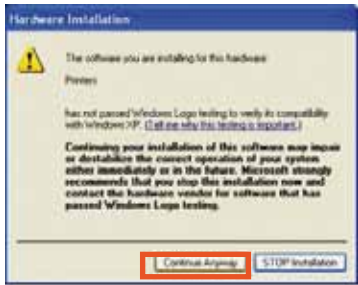 Hardware Installation
The software you are installing for this hardware:
Printers
has not passed Windows Logo testing to verify its compatibility
with Windows XP. (Tell me why this testing is important.)
Continuing your installation of this software may impair
or destabilize the correct operation of your system
either immediately or in the future. Microsoft strongly
recommends that you stop this installation now and
contact the hardware vendor for software that has
passed Windows Logo testing.
Continue Anyway
STOP Installation